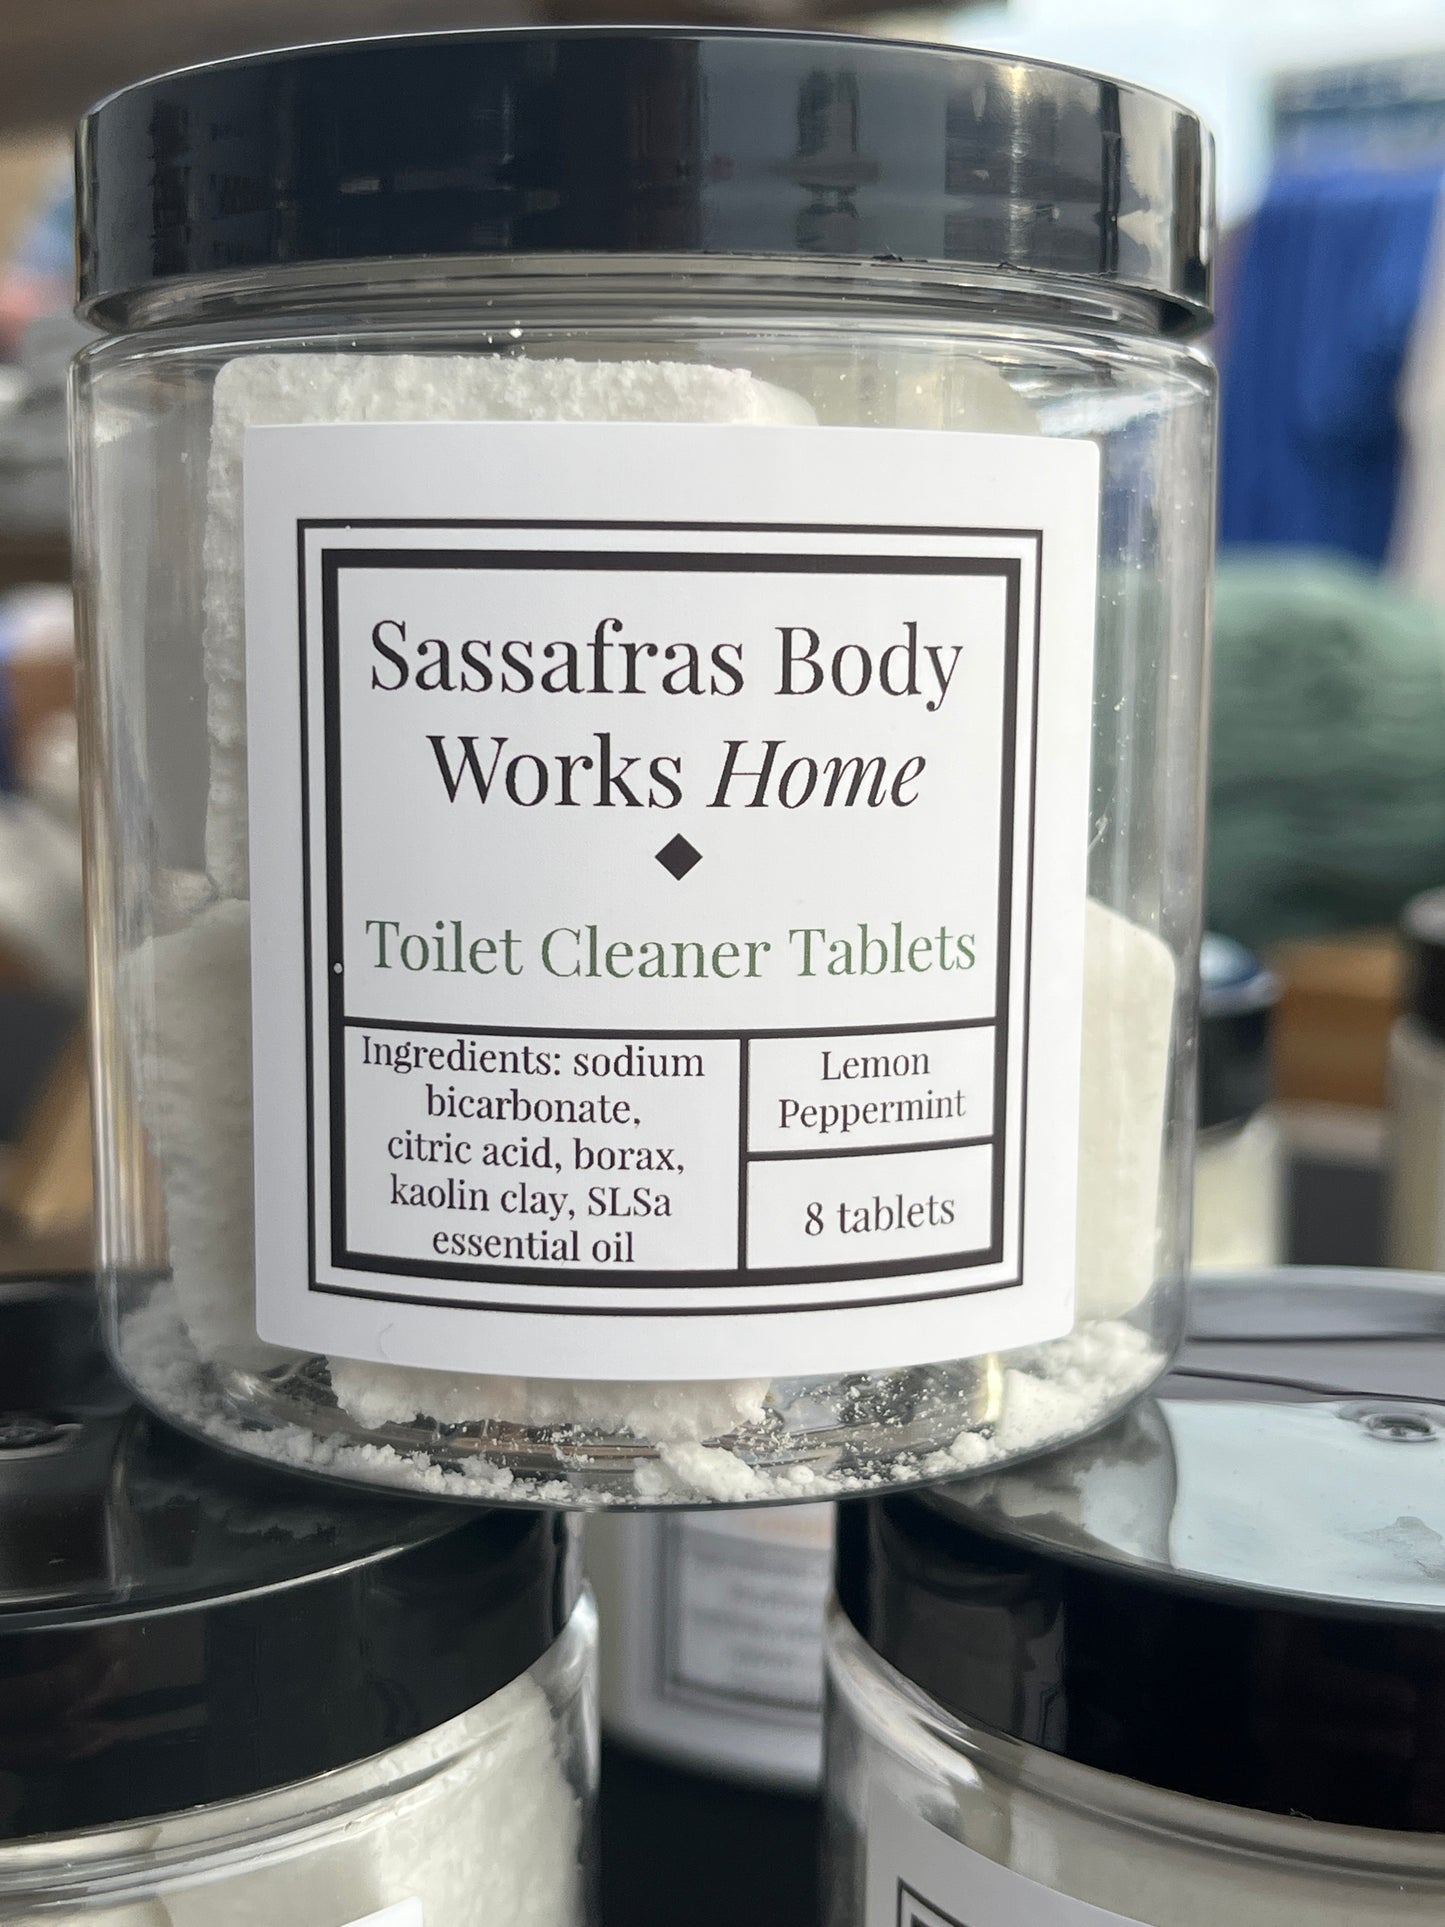 Sassafras Body
Works Home
Toilet Cleaner Tablets
Ingredients: sodium
bicarbonate,
citric acid, borax,
kaolin clay, SLSa
essential oil
Lemon
Peppermint
8 tablets